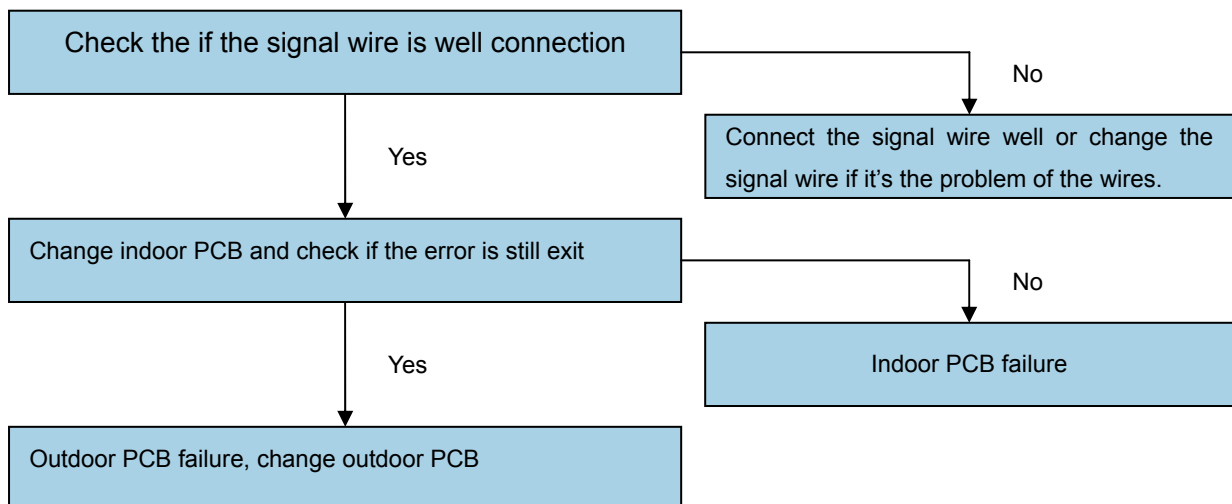 Check the if the signal wire is well connection
No
Connect the signal wire well or change the
signal wire if it’s the problem of the wires.
Yes
Change indoor PCB and check if the error is still exit
No
Indoor PCB failure
Yes
Outdoor PCB failure, change outdoor PCB